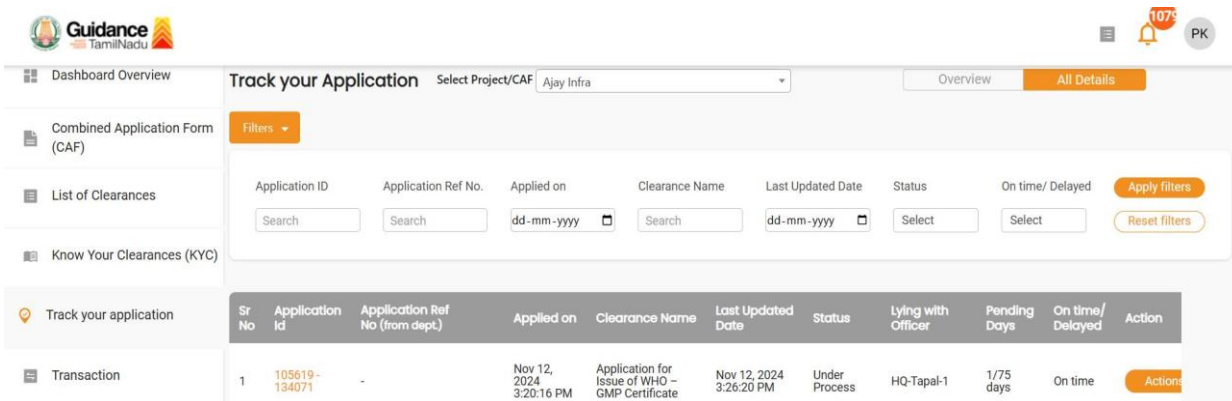 Guidance
TamilNadu
1079
PK
Dashboard Overview
Track your Application
Select Project/CAF
Ajay Infra
Overview
All Details
Combined Application Form
(CAF)
Filters
List of Clearances
Application ID
Application Ref No.
Applied on
Clearance Name
Last Updated Date
Status
On time/ Delayed
Apply filters
Search
Search
dd-mm-yyyy
Search
dd-mm-yyyy
Select
Select
Reset filters
Know Your Clearances (KYC)
Track your application
Sr
No
Application
Id
Application Ref
No (from dept.)
Applied on
Clearance Name
Last Updated
Date
Status
Lying with
Officer
Pending
Days
On time/
Delayed
Action
Transaction
1
105619 -
134071
-
Nov 12,
2024
3:20:16 PM
Application for
Issue of WHO –
GMP Certificate
Nov 12, 2024
3:26:20 PM
Under
Process
HQ-Tapal-1
1/75
days
On time
Actions